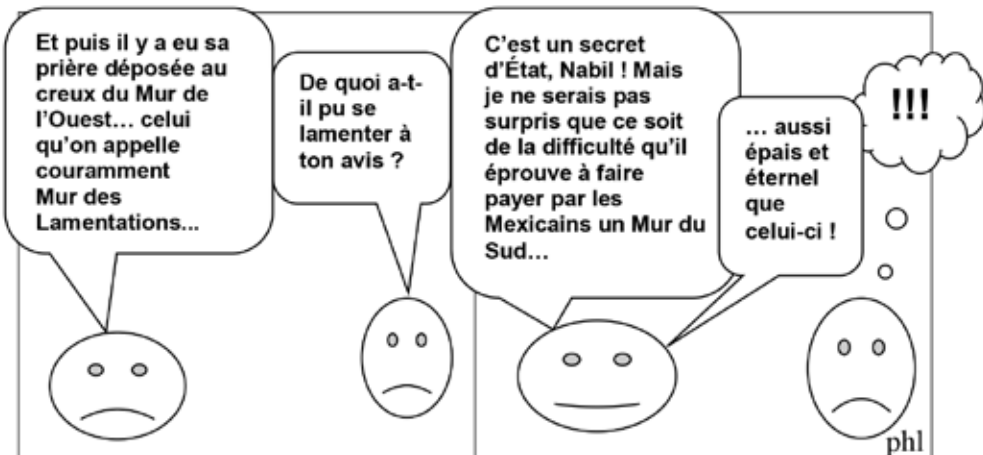 Et puis il y a eu sa
prière déposée au
creux du Mur de
l'Ouest... celui
qu'on appelle
couramment
Mur des
Lamentations...
De quoi a-t-
il pu se
lamenter à
ton avis ?
C'est un secret
d'État, Nabil ! Mais
je ne serais pas
surpris que ce soit
de la difficulté qu'il
éprouve à faire
payer par les
Mexicains un Mur du
Sud...
... aussi
épais et
éternel
que
celui-ci !
!!!
phl